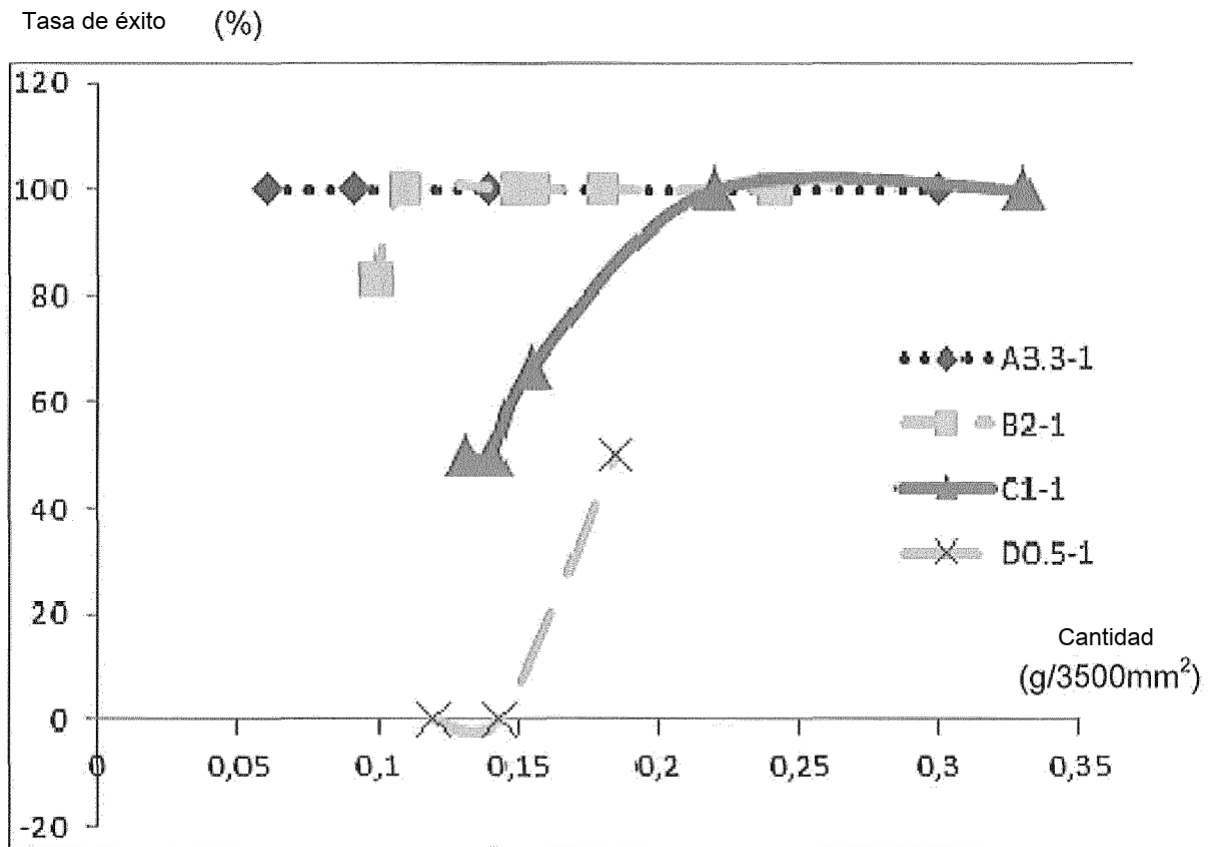 Tasa de éxito (%)
120
100
80
60
40
20
0
-20
0 0,05 0,1 0,15 0,2 0,25 0,3 0,35
A3.3-1
B2-1
C1-1
D0.5-1
Cantidad
(g/3500mm²)